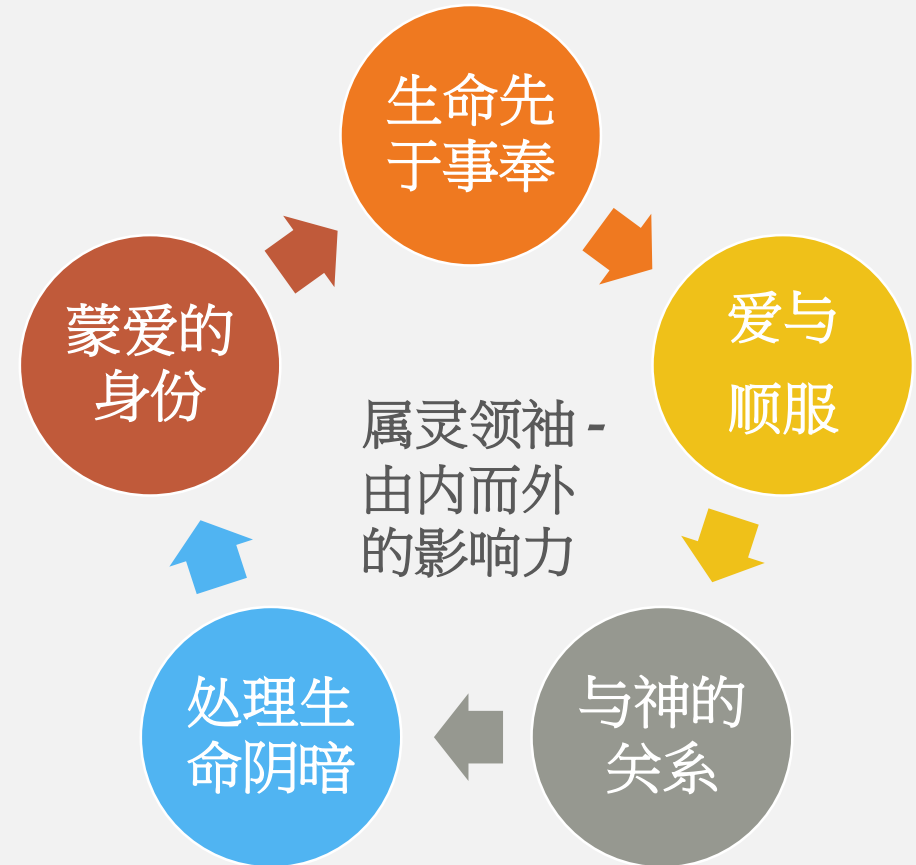 生命先
于事奉
爱与
顺服
与神的
关系
处理生
命阴暗
蒙爱的
身份
属灵领袖 -
由内而外
的影响力